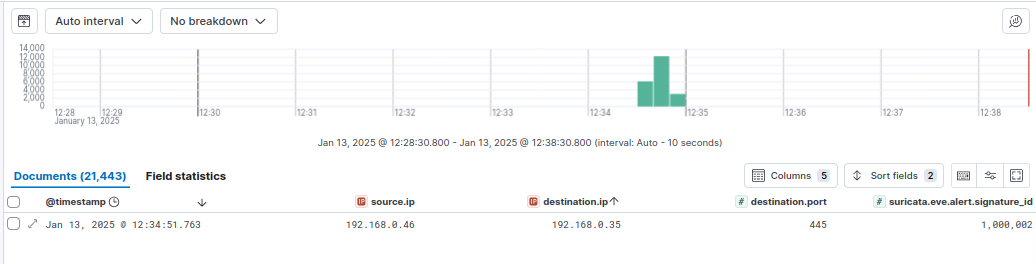 Auto interval No breakdown
14,000
12,000
10,000
8,000
6,000
4,000
2,000
0
12:28 12:29 12:30 12:31 12:32 12:33 12:34 12:35 12:36 12:37 12:38
January 13, 2025
Jan 13, 2025 @ 12:28:30.800 - Jan 13, 2025 @ 12:38:30.800 (interval: Auto - 10 seconds)
Documents (21,443) Field statistics Columns 5 Sort fields 2
@timestamp IP source.ip IP destination.ip # destination.port # suricata.eve.alert.signature_id
Jan 13, 2025 @ 12:34:51.763 192.168.0.46 192.168.0.35 445 1,000,002